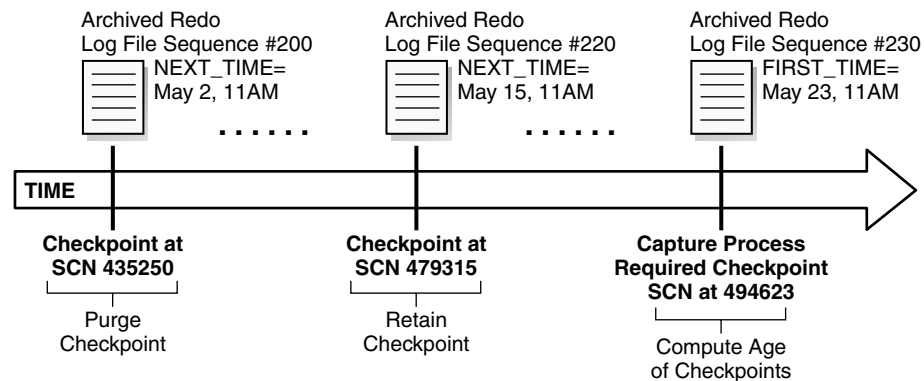 Archived Redo
Log File Sequence #200
NEXT_TIME=
May 2, 11AM
Archived Redo
Log File Sequence #220
NEXT_TIME=
May 15, 11AM
Archived Redo
Log File Sequence #230
FIRST_TIME=
May 23, 11AM
. . . . . .
. . . . . .
TIME
Checkpoint at
SCN 435250
Purge
Checkpoint
Checkpoint at
SCN 479315
Retain
Checkpoint
Capture Process
Required Checkpoint
SCN at 494623
Compute Age
of Checkpoints